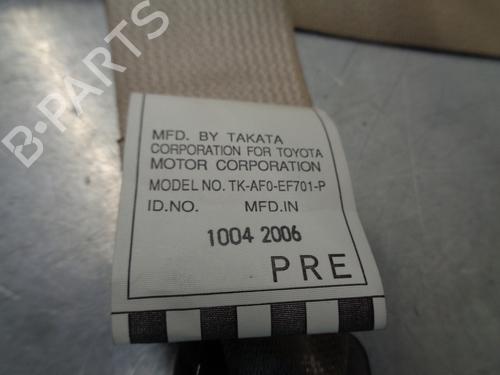 MFD. BY TAKATA
CORPORATION FOR TOYOTA
MOTOR CORPORATION
MODEL NO. TK-AF0-EF701-P
ID.NO. MFD.IN
1004 2006
PRE
B-PARTS